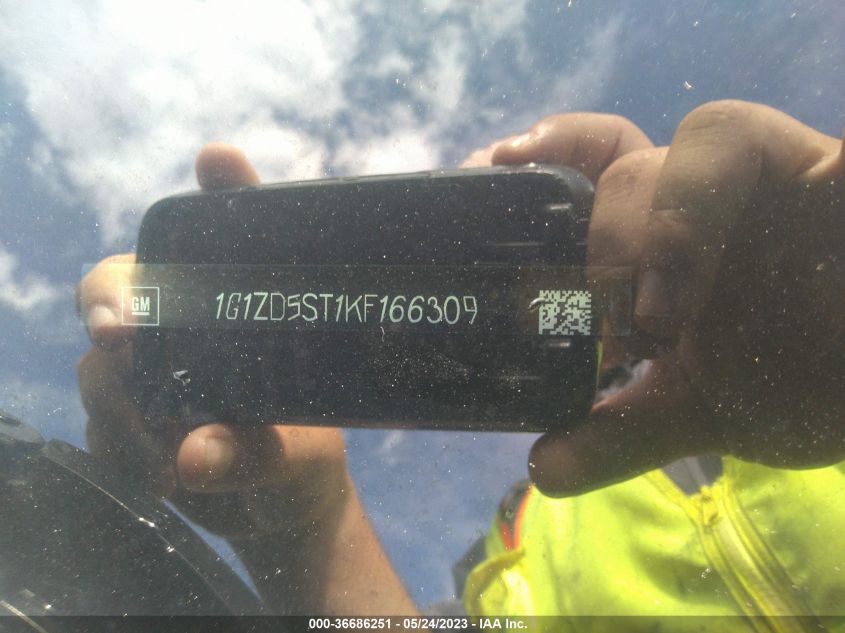 GM
1G1ZD5ST1KF166309
000-36686251 - 05/24/2023 - IAA Inc.